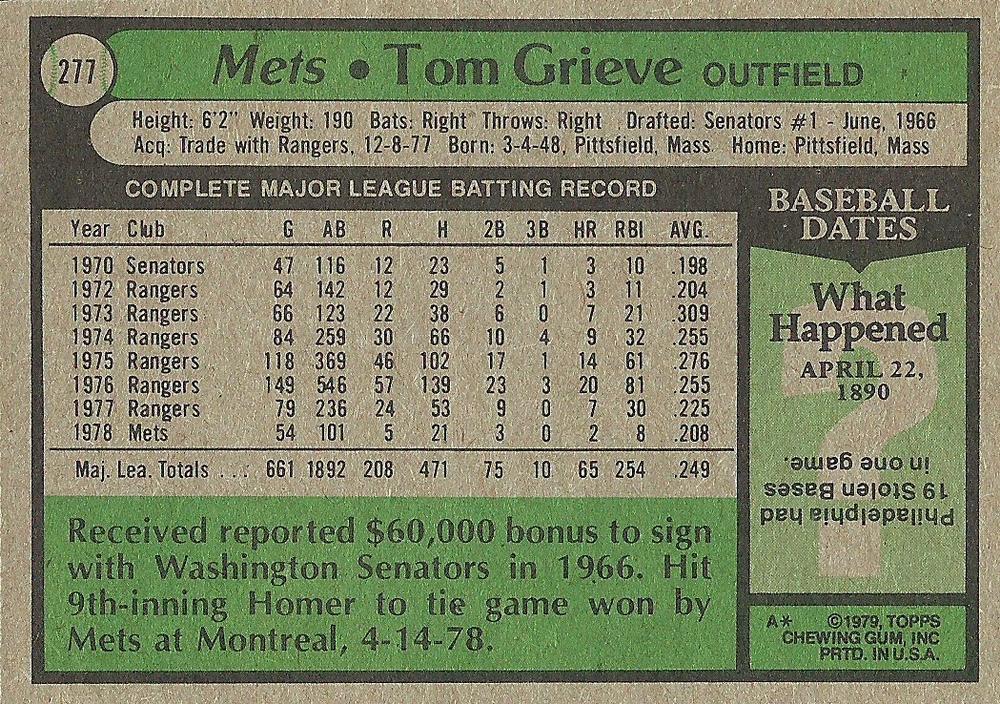 277
Mets • Tom Grieve OUTFIELD
Height: 6'2" Weight: 190 Bats: Right Throws: Right Drafted: Senators #1 - June, 1966
Acq: Trade with Rangers, 12-8-77 Born: 3-4-48, Pittsfield, Mass Home: Pittsfield, Mass
COMPLETE MAJOR LEAGUE BATTING RECORD
Year Club G AB R H 2B 3B HR RBI AVG.
1970 Senators 47 116 12 23 5 1 3 10 .198
1972 Rangers 64 142 12 29 2 1 3 11 .204
1973 Rangers 66 123 22 38 6 0 7 21 .309
1974 Rangers 84 259 30 66 10 4 9 32 .255
1975 Rangers 118 369 46 102 17 1 14 61 .276
1976 Rangers 149 546 57 139 23 3 20 81 .255
1977 Rangers 79 236 24 53 9 0 7 30 .225
1978 Mets 54 101 5 21 3 0 2 8 .208
Maj. Lea. Totals ... 661 1892 208 471 75 10 65 254 .249
Received reported $60,000 bonus to sign
with Washington Senators in 1966. Hit
9th-inning Homer to tie game won by
Mets at Montreal, 4-14-78.
BASEBALL
DATES
What
Happened
APRIL 22,
1890
?
Philadelphia had
19 Stolen Bases
in one game.
A* ©1979, TOPPS
CHEWING GUM, INC
PRTD. IN U.S.A.